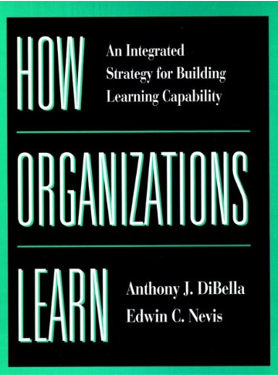 HOW
An Integrated
Strategy for Building
Learning Capability
ORGANIZATIONS
LEARN
Anthony J. DiBella
Edwin C. Nevis